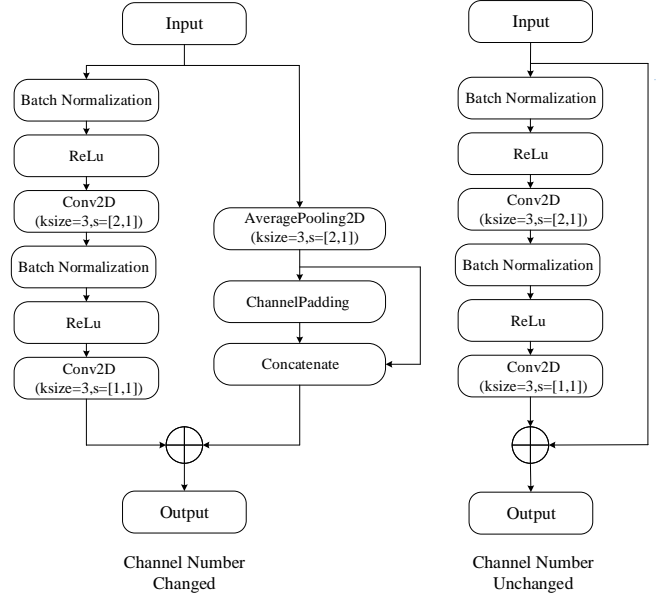 Input
Batch Normalization
ReLu
Conv2D
(ksize=3,s=[2,1])
Batch Normalization
ReLu
Conv2D
(ksize=3,s=[1,1])
AveragePooling2D
(ksize=3,s=[2,1])
ChannelPadding
Concatenate
Output
Channel Number
Changed
Input
Batch Normalization
ReLu
Conv2D
(ksize=3,s=[2,1])
Batch Normalization
ReLu
Conv2D
(ksize=3,s=[1,1])
Output
Channel Number
Unchanged